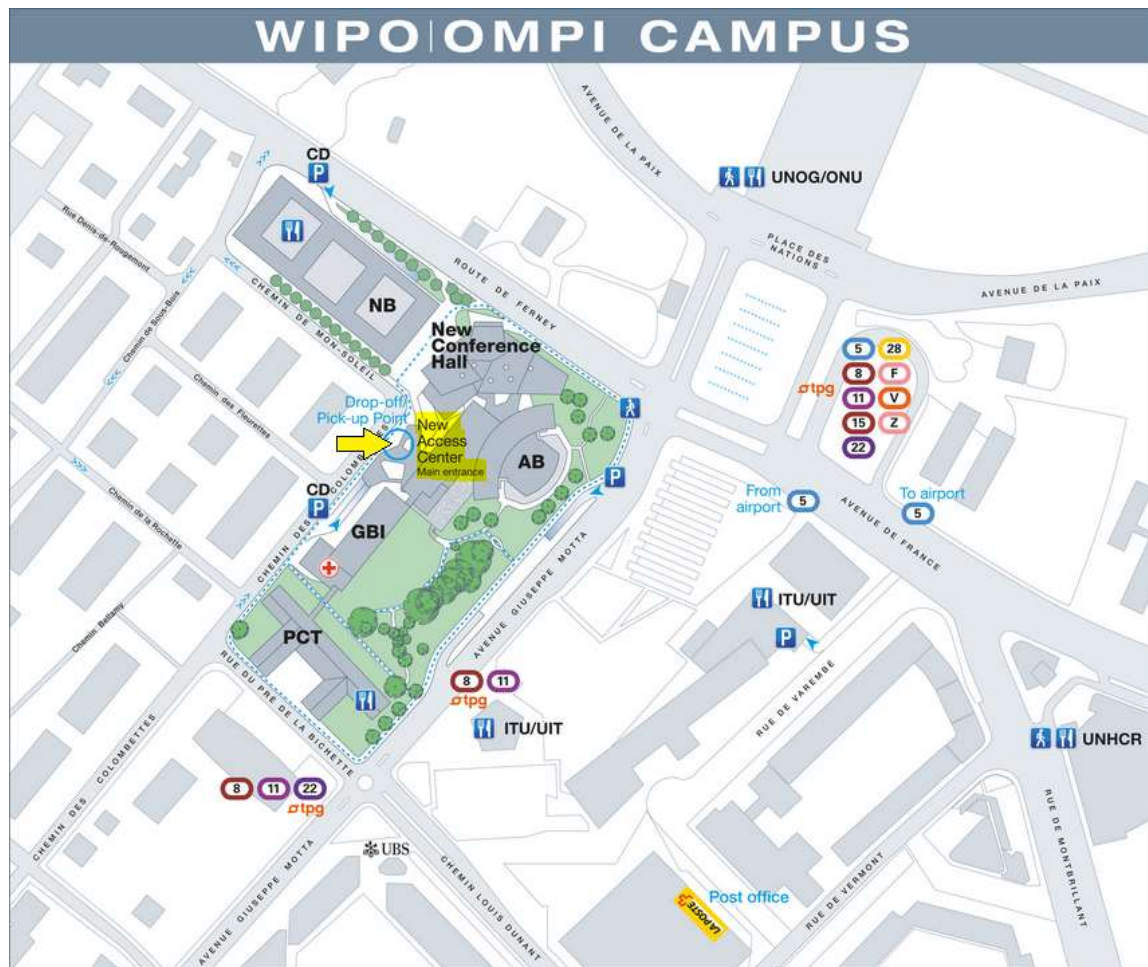 WIPO|OMPI CAMPUS
AVENUE DE LA PAIX
CD
P
UNOG/ONU
Rue Denis-de-Rougemont
ROUTE DE FERNEY
PLACE DES
NATIONS
AVENUE DE LA PAIX
Chemin de Sous-Bois
CHEMIN DE MON-SOLEIL
NB
New
Conference
Hall
5 28
8 F
tpg
11 V
15 Z
22
Chemin des Fleurettes
Drop-off/
Pick-up Point
New
Access
Center
Main entrance
AB
P
CHEMIN DES COLOMBETTES
CD
P
From
airport
5
To airport
5
AVENUE DE FRANCE
Chemin de la Rochette
GBI
AVENUE GIUSEPPE MOTTA
Chemin Bellamy
PCT
ITU/UIT
P
RUE DU PRÉ DE LA BICHETTE
8 11
tpg
ITU/UIT
RUE DE VAREMBÉ
UNHCR
CHEMIN DES COLOMBETTES
8 11 22
tpg
UBS
AVENUE GIUSEPPE MOTTA
CHEMIN LOUIS DUNANT
LA POSTE
Post office
RUE DE VERMONT
RUE DE MONTBRILLANT